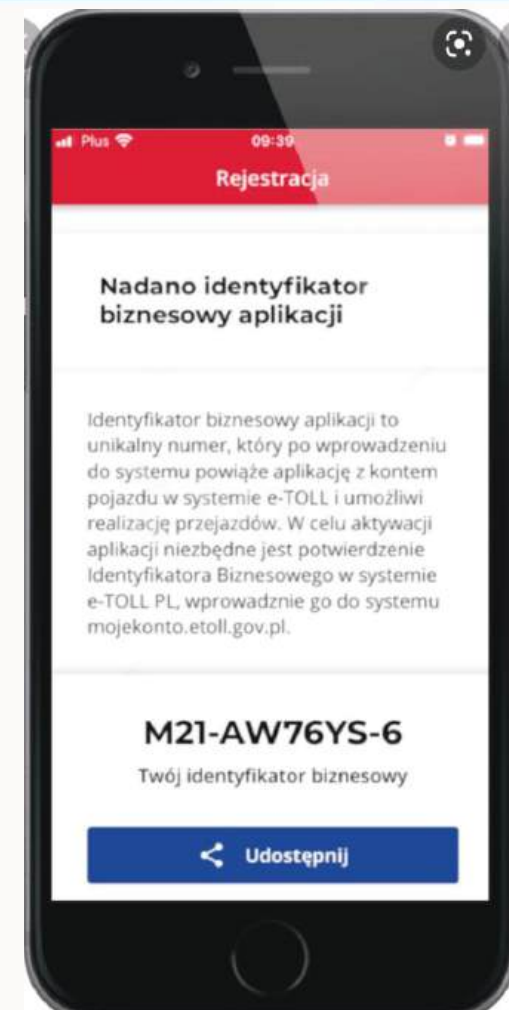 Plus 09:39
Rejestracja
Nadano identyfikator
biznesowy aplikacji
Identyfikator biznesowy aplikacji to
unikalny numer, który po wprowadzeniu
do systemu powiąże aplikację z kontem
pojazdu w systemie e-TOLL i umożliwi
realizację przejazdów. W celu aktywacji
aplikacji niezbędne jest potwierdzenie
Identyfikatora Biznesowego w systemie
e-TOLL PL, wprowadznie go do systemu
mojekonto.etoll.gov.pl.
M21-AW76YS-6
Twój identyfikator biznesowy
Udostępnij